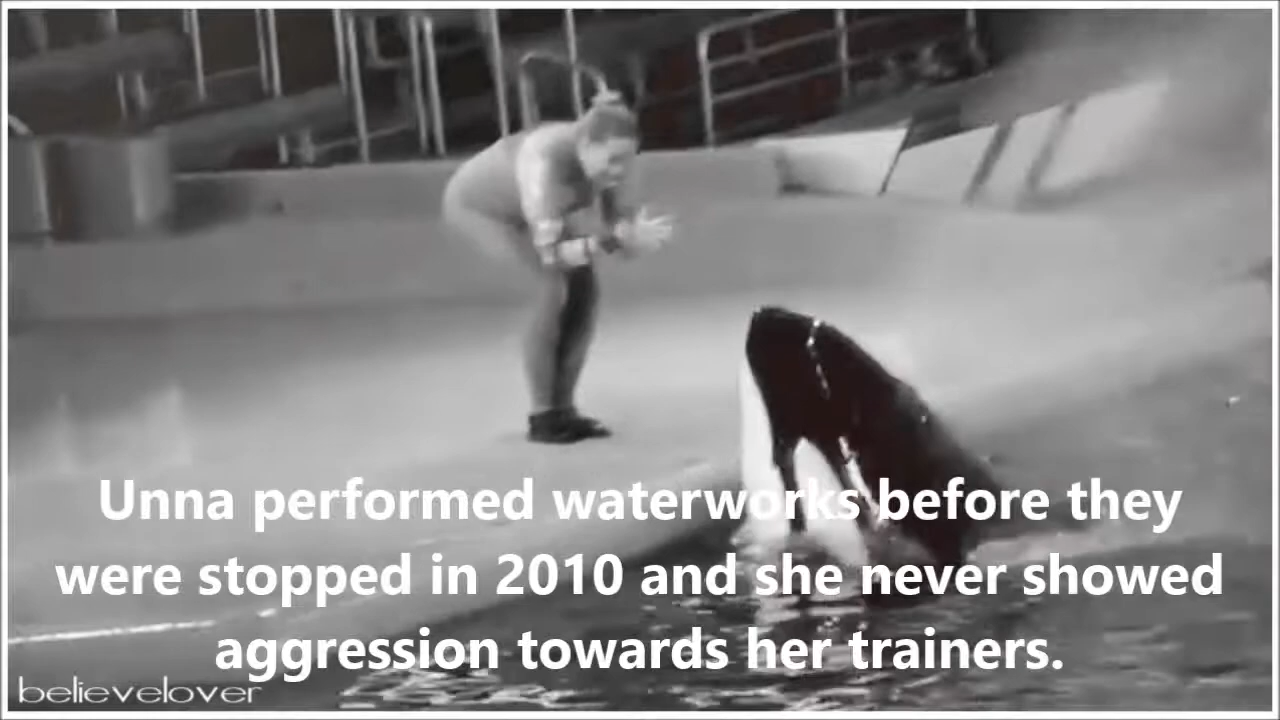 Unna performed waterworks before they
were stopped in 2010 and she never showed
aggression towards her trainers.
believelover